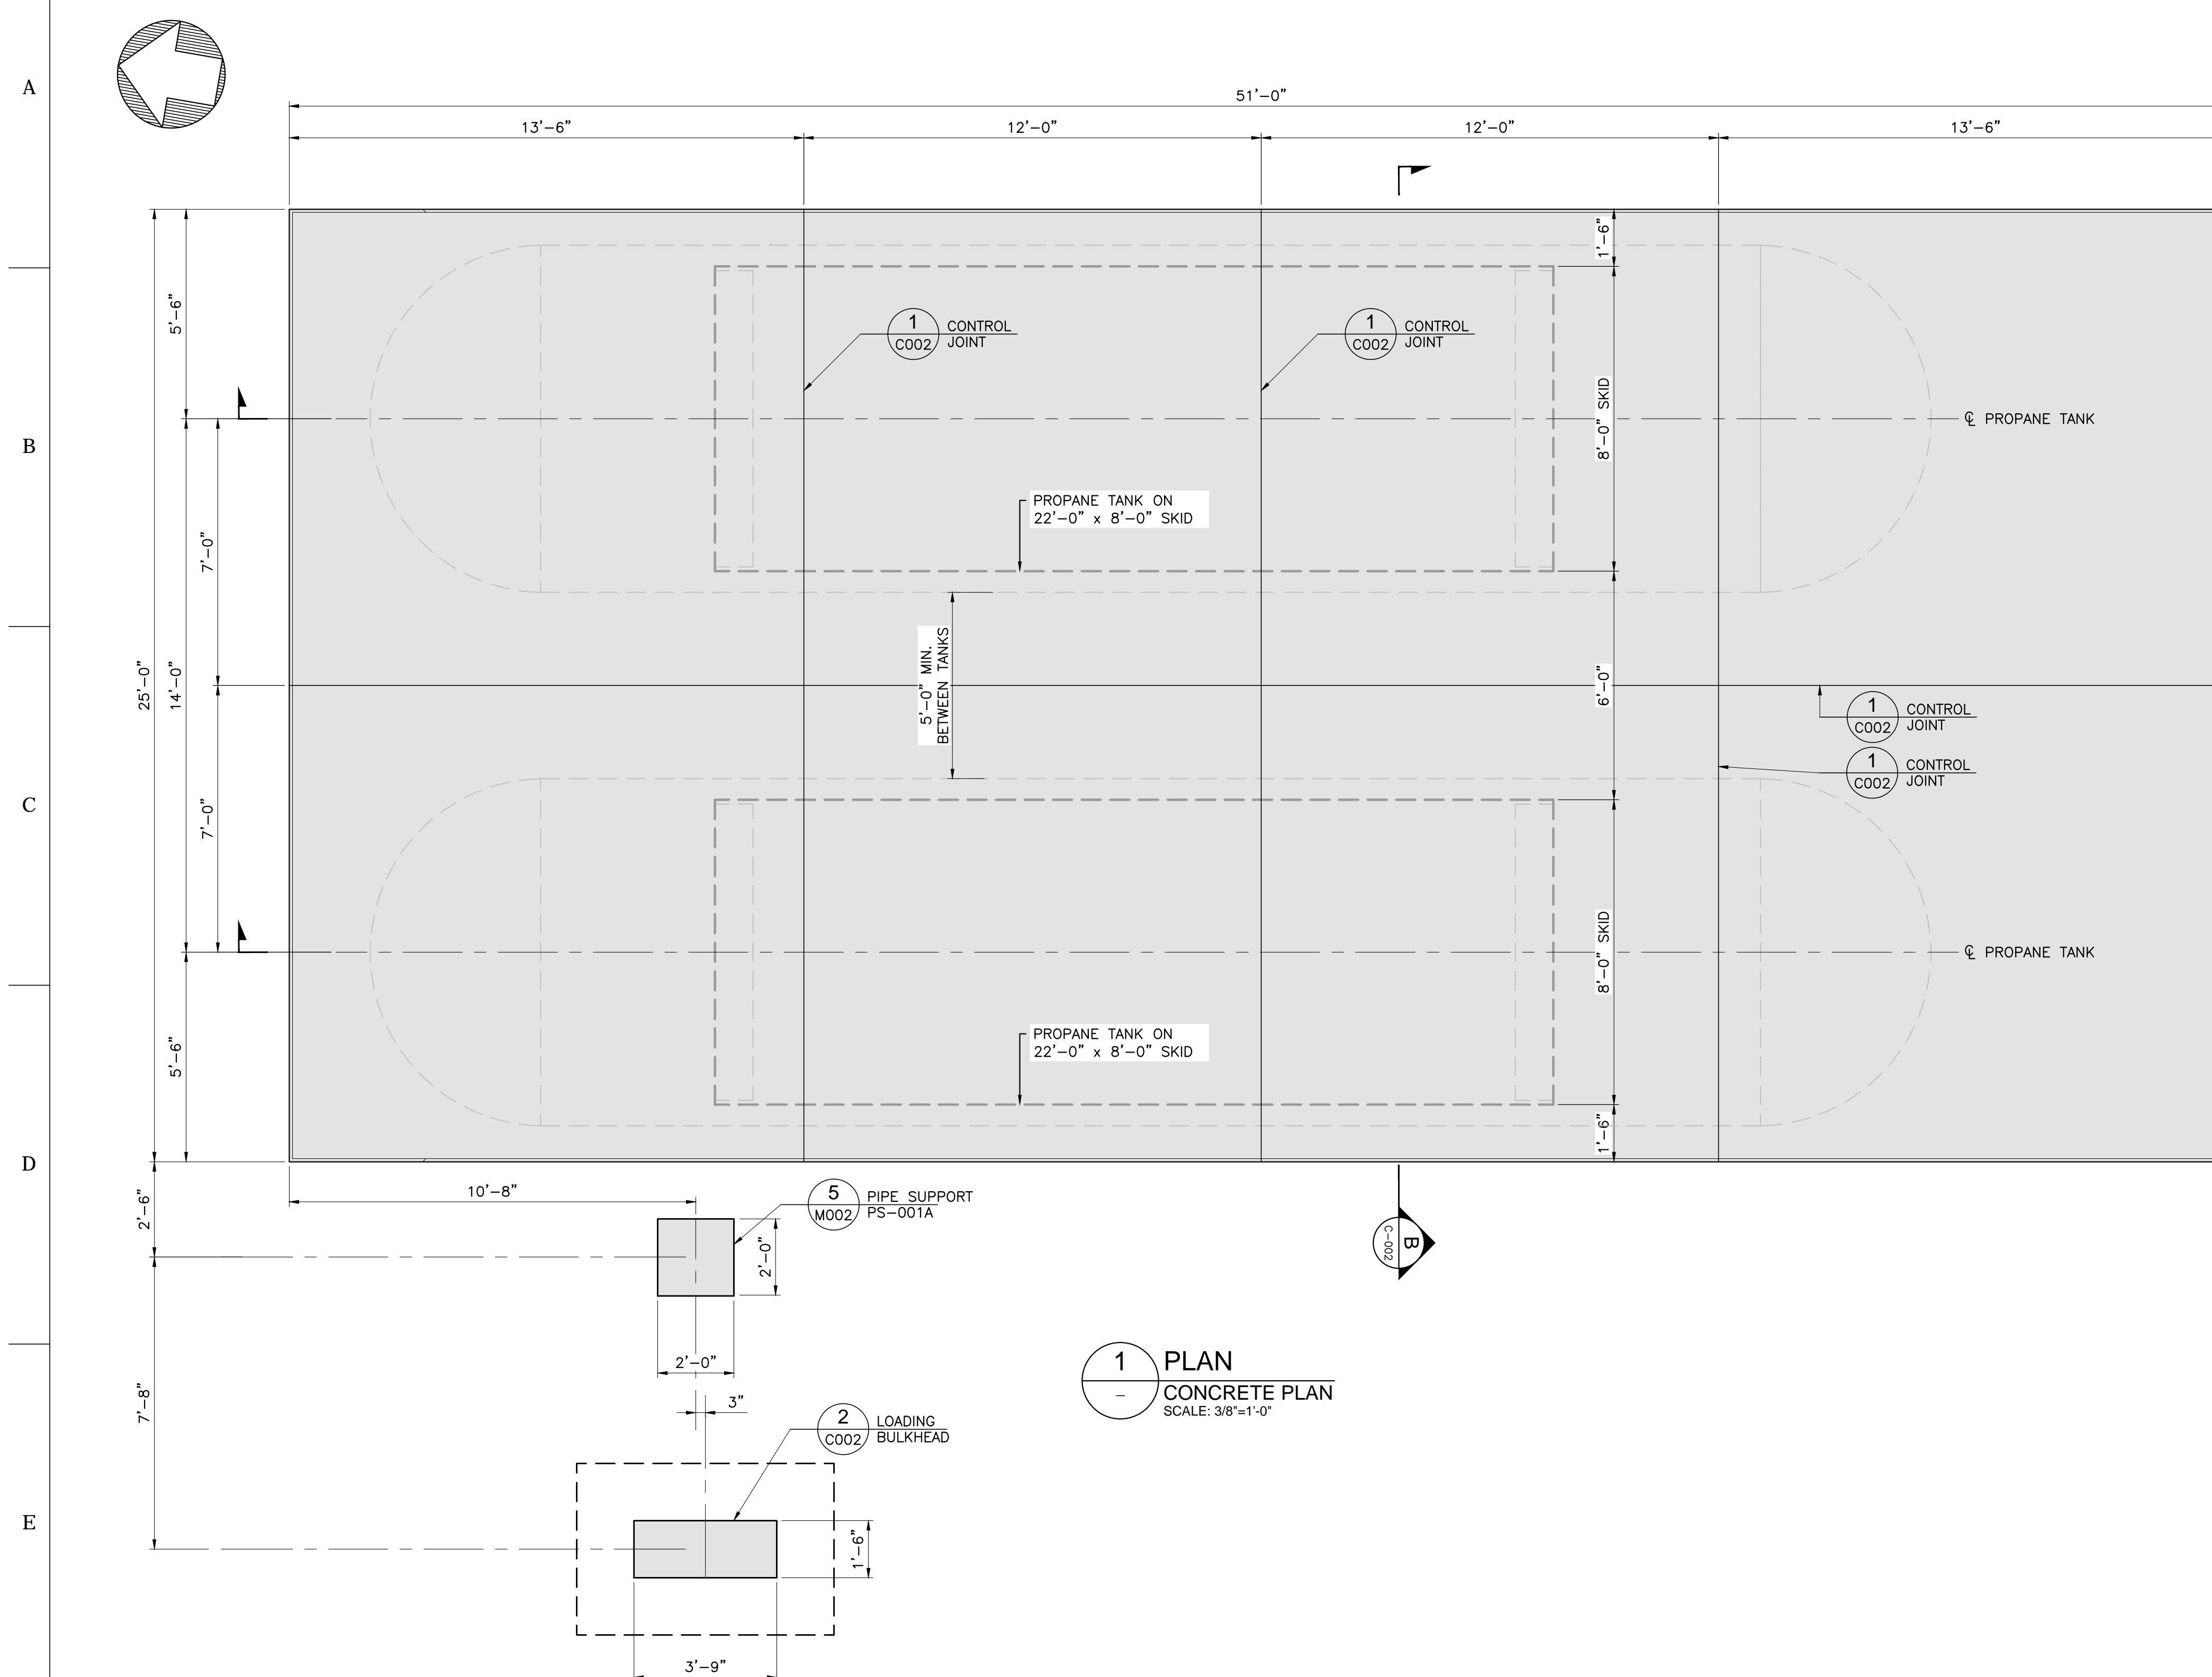 A
51'-0"
13'-6"
12'-0"
12'-0"
13'-6"
1'-6"
5'-6"
1
C002
CONTROL
JOINT
1
C002
CONTROL
JOINT
8'-0" SKID
B
℄ PROPANE TANK
PROPANE TANK ON
22'-0" x 8'-0" SKID
7'-0"
25'-0"
14'-0"
5'-0" MIN.
BETWEEN TANKS
6'-0"
1
C002
CONTROL
JOINT
1
C002
CONTROL
JOINT
C
7'-0"
8'-0" SKID
℄ PROPANE TANK
PROPANE TANK ON
22'-0" x 8'-0" SKID
5'-6"
1'-6"
D
10'-8"
2'-6"
5
M002
PIPE SUPPORT
PS-001A
2'-0"
B
C-002
2'-0"
1
-
PLAN
CONCRETE PLAN
SCALE: 3/8"=1'-0"
7'-8"
3"
2
C002
LOADING
BULKHEAD
E
1'-6"
3'-9"